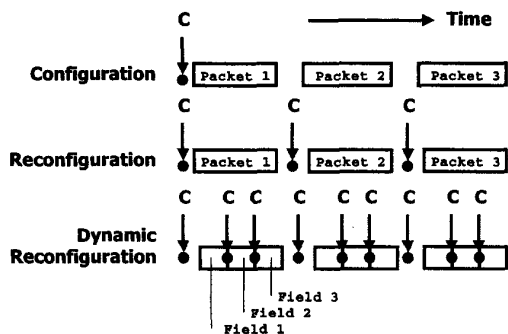 C
Time
Configuration Packet 1 Packet 2 Packet 3
C C C
Reconfiguration Packet 1 Packet 2 Packet 3
C C C C C C C C C
Dynamic
Reconfiguration
Field 3
Field 2
Field 1